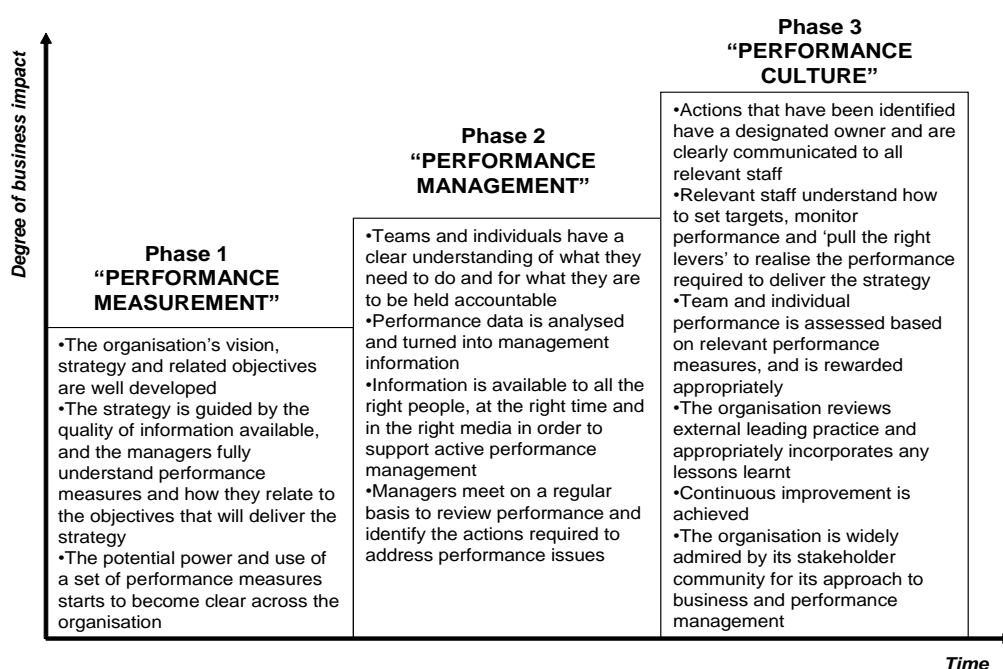 Degree of business impact
Phase 1
“PERFORMANCE
MEASUREMENT”
•The organisation’s vision,
strategy and related objectives
are well developed
•The strategy is guided by the
quality of information available,
and the managers fully
understand performance
measures and how they relate to
the objectives that will deliver the
strategy
•The potential power and use of
a set of performance measures
starts to become clear across the
organisation
Phase 2
“PERFORMANCE
MANAGEMENT”
•Teams and individuals have a
clear understanding of what they
need to do and for what they are
to be held accountable
•Performance data is analysed
and turned into management
information
•Information is available to all the
right people, at the right time and
in the right media in order to
support active performance
management
•Managers meet on a regular
basis to review performance and
identify the actions required to
address performance issues
Phase 3
“PERFORMANCE
CULTURE”
•Actions that have been identified
have a designated owner and are
clearly communicated to all
relevant staff
•Relevant staff understand how
to set targets, monitor
performance and ‘pull the right
levers’ to realise the performance
required to deliver the strategy
•Team and individual
performance is assessed based
on relevant performance
measures, and is rewarded
appropriately
•The organisation reviews
external leading practice and
appropriately incorporates any
lessons learnt
•Continuous improvement is
achieved
•The organisation is widely
admired by its stakeholder
community for its approach to
business and performance
management
Time